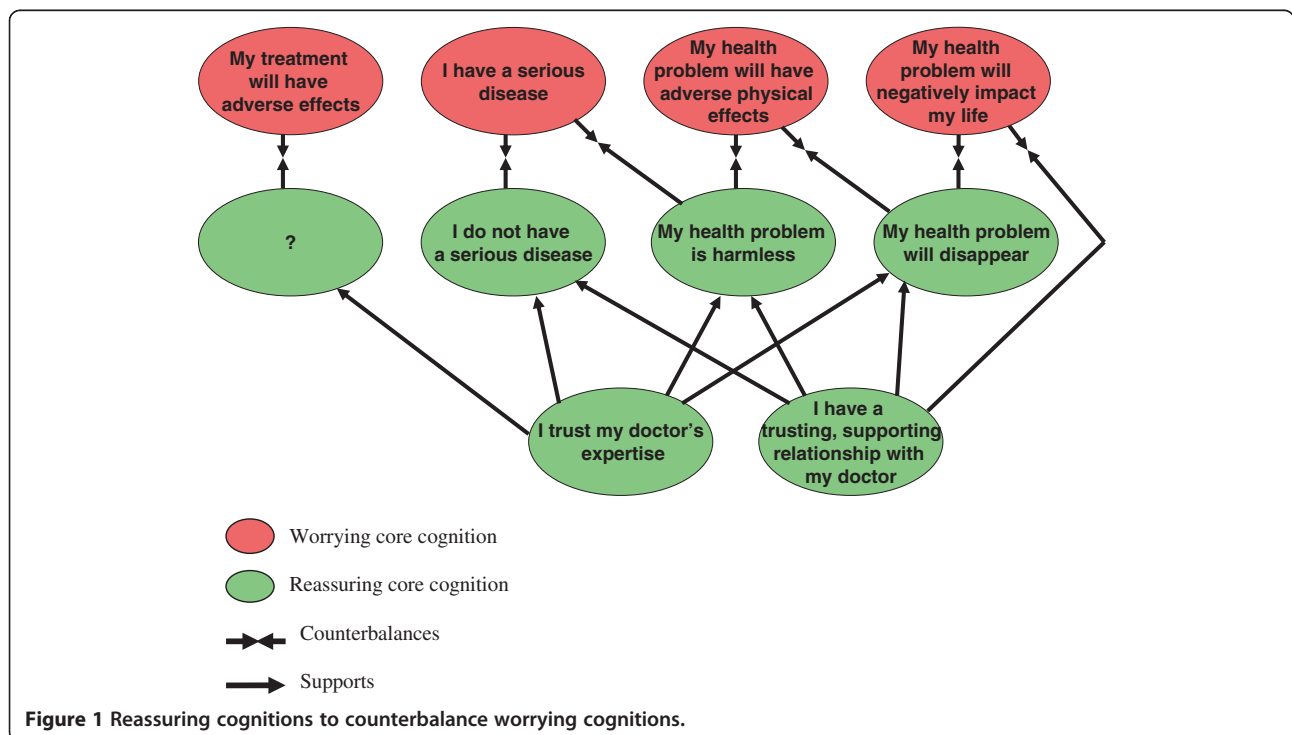 My treatment
will have
adverse effects
I have a serious
disease
My health
problem will have
adverse physical
effects
My health
problem will
negatively impact
my life
?
I do not have
a serious disease
My health problem
is harmless
My health problem
will disappear
I trust my doctor's
expertise
I have a
trusting, supporting
relationship with
my doctor
Worrying core cognition
Reassuring core cognition
Counterbalances
Supports
Figure 1 Reassuring cognitions to counterbalance worrying cognitions.